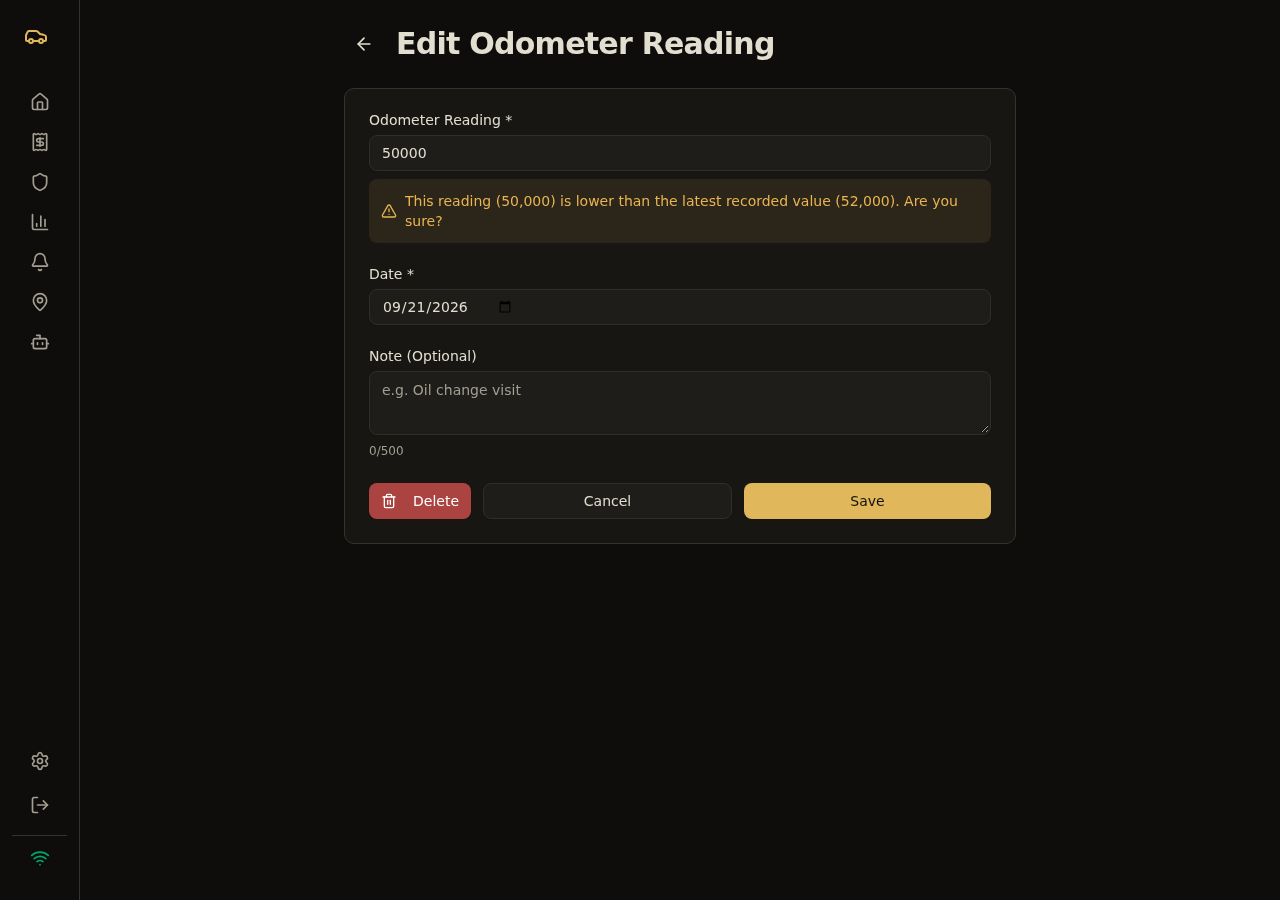 Edit Odometer Reading
Odometer Reading *
50000
This reading (50,000) is lower than the latest recorded value (52,000). Are you
sure?
Date *
09/21/2026
Note (Optional)
e.g. Oil change visit
0/500
Delete
Cancel
Save